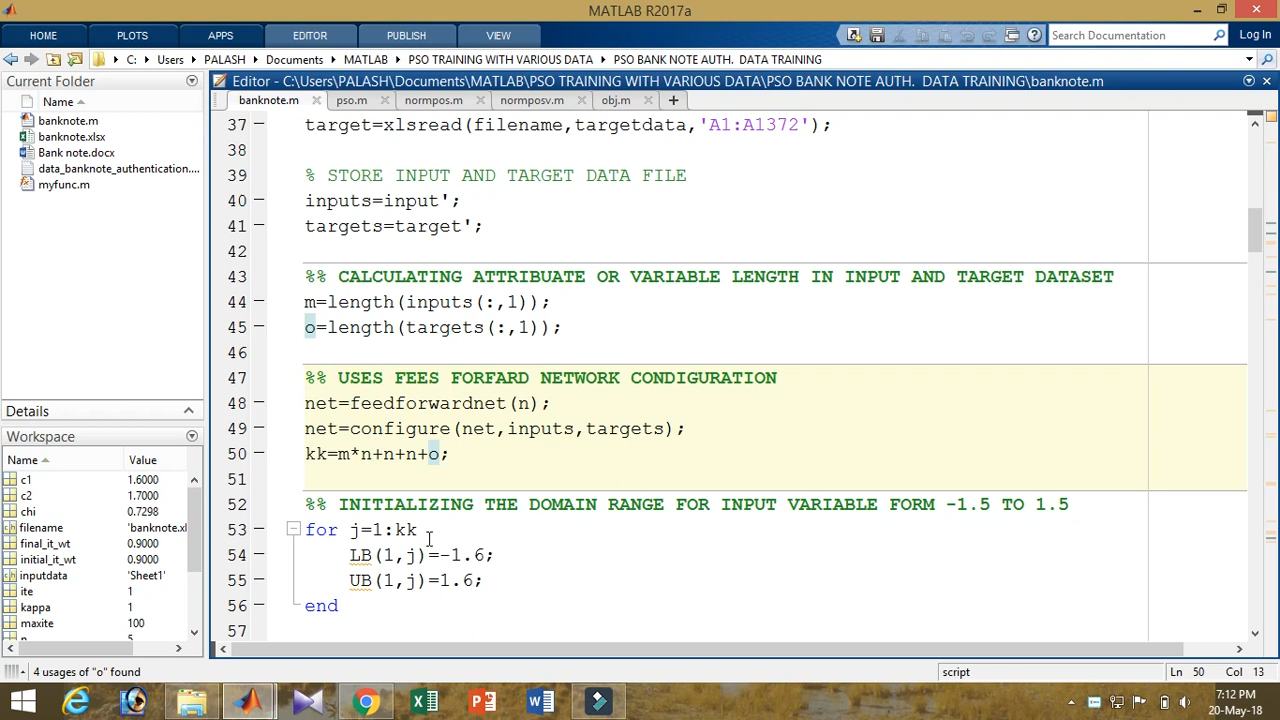 MATLAB R2017a
HOME PLOTS APPS EDITOR PUBLISH VIEW Search Documentation Log In
C: Users PALASH Documents MATLAB PSO TRAINING WITH VARIOUS DATA PSO BANK NOTE AUTH. DATA TRAINING
Current Folder
Name
banknote.m
banknote.xlsx
Bank note.docx
data_banknote_authentication....
myfunc.m
Details
Workspace
Name Value
c1 1.6000
c2 1.7000
chi 0.7298
filename 'banknote.xl
final_it_wt 0.9000
initial_it_wt 0.9000
inputdata 'Sheet1'
ite 1
kappa 1
maxite 100
n 5
Editor - C:\Users\PALASH\Documents\MATLAB\PSO TRAINING WITH VARIOUS DATA\PSO BANK NOTE AUTH. DATA TRAINING\banknote.m
banknote.m pso.m normpos.m normposv.m obj.m
37 target=xlsread(filename,targetdata,'A1:A1372');
38
39 % STORE INPUT AND TARGET DATA FILE
40 inputs=input';
41 targets=target';
42
43 %% CALCULATING ATTRIBUATE OR VARIABLE LENGTH IN INPUT AND TARGET DATASET
44 m=length(inputs(:,1));
45 o=length(targets(:,1));
46
47 %% USES FEES FORFARD NETWORK CONDIGURATION
48 net=feedforwardnet(n);
49 net=configure(net,inputs,targets);
50 kk=m*n+n+n+o;
51
52 %% INITIALIZING THE DOMAIN RANGE FOR INPUT VARIABLE FORM -1.5 TO 1.5
53 for j=1:kk
54 LB(1,j)=-1.6;
55 UB(1,j)=1.6;
56 end
57
4 usages of "o" found script Ln 50 Col 13
7:12 PM
20-May-18